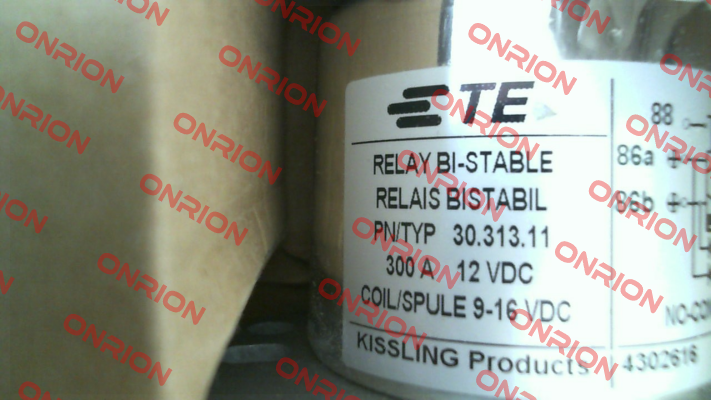 TE
RELAY BI-STABLE
RELAIS BISTABIL
PN/TYP 30.313.11
300 A 12 VDC
COIL/SPULE 9-16 VDC
KISSLING Products
88
86a
86b
4302616
ONRION